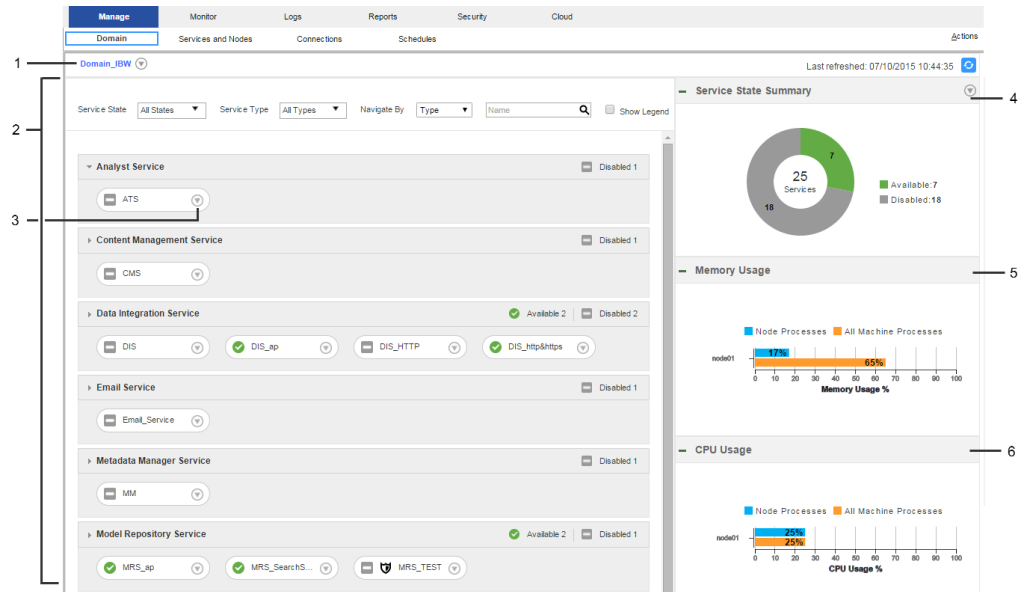 Manage Monitor Logs Reports Security Cloud
Domain Services and Nodes Connections Schedules Actions
1 Domain_IBW Last refreshed: 07/10/2015 10:44:35
2
Service State All States Service Type All Types Navigate By Type Name Show Legend
Analyst Service Disabled 1
ATS
3
Content Management Service Disabled 1
CMS
Data Integration Service Available 2 Disabled 2
DIS DIS_ap DIS_HTTP DIS_http&https
Email Service Disabled 1
Email_Service
Metadata Manager Service Disabled 1
MM
Model Repository Service Available 2 Disabled 1
MRS_ap MRS_SearchS... MRS_TEST
Service State Summary
4
7
25
Services
18
Available:7
Disabled:18
Memory Usage
5
Node Processes All Machine Processes
node01
17%
65%
0 10 20 30 40 50 60 70 80 90 100
Memory Usage %
CPU Usage
6
Node Processes All Machine Processes
node01
25%
25%
0 10 20 30 40 50 60 70 80 90 100
CPU Usage %